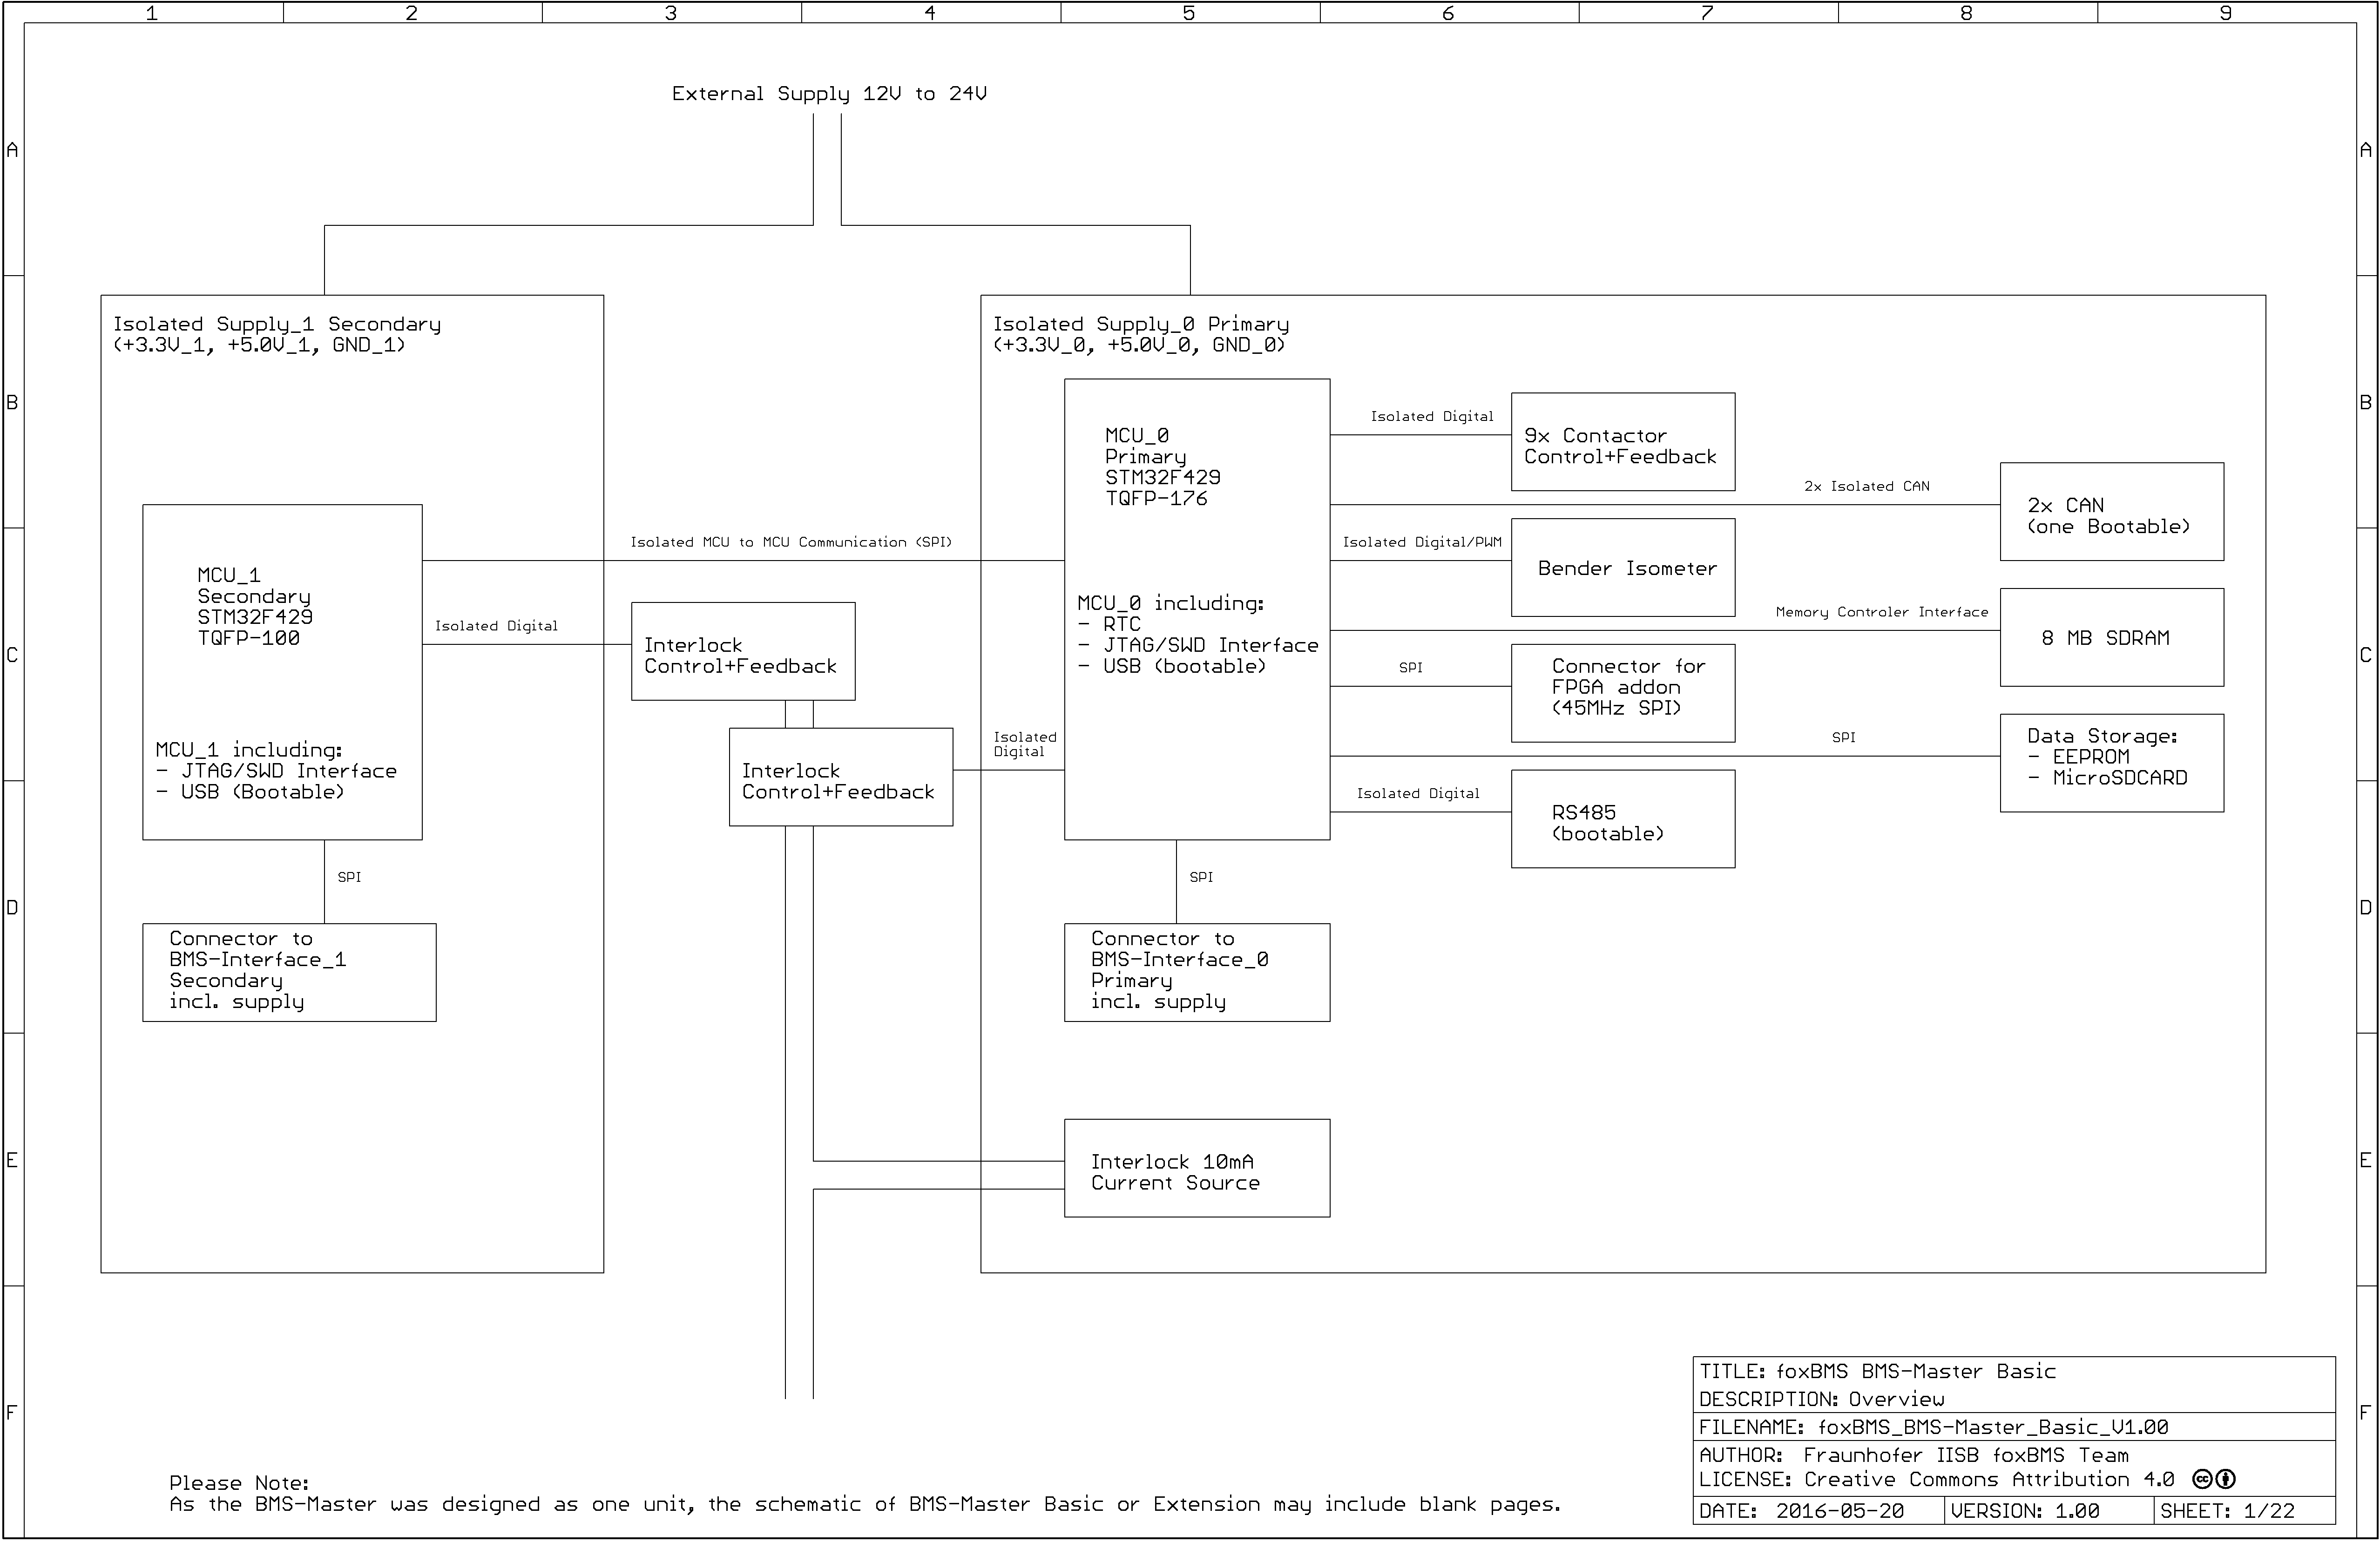 1 2 3 4 5 6 7 8 9
External Supply 12V to 24V
A A
Isolated Supply_1 Secondary
(+3.3V_1, +5.0V_1, GND_1)
Isolated Supply_0 Primary
(+3.3V_0, +5.0V_0, GND_0)
B B
MCU_0
Primary
STM32F429
TQFP-176
Isolated Digital
9x Contactor
Control+Feedback
2x Isolated CAN
2x CAN
(one Bootable)
Isolated MCU to MCU Communication (SPI)
Isolated Digital/PWM
Bender Isometer
MCU_1
Secondary
STM32F429
TQFP-100
Isolated Digital
Interlock
Control+Feedback
MCU_0 including:
- RTC
- JTAG/SWD Interface
- USB (bootable)
Memory Controler Interface
8 MB SDRAM
C C
SPI
Connector for
FPGA addon
(45MHz SPI)
MCU_1 including:
- JTAG/SWD Interface
- USB (Bootable)
Interlock
Control+Feedback
Isolated
Digital
SPI
Data Storage:
- EEPROM
- MicroSDCARD
Isolated Digital
RS485
(bootable)
SPI
SPI
D D
Connector to
BMS-Interface_1
Secondary
incl. supply
Connector to
BMS-Interface_0
Primary
incl. supply
E E
Interlock 10mA
Current Source
F F
TITLE: foxBMS BMS-Master Basic
DESCRIPTION: Overview
FILENAME: foxBMS_BMS-Master_Basic_V1.00
AUTHOR: Fraunhofer IISB foxBMS Team
LICENSE: Creative Commons Attribution 4.0 cc
DATE: 2016-05-20 VERSION: 1.00 SHEET: 1/22
Please Note:
As the BMS-Master was designed as one unit, the schematic of BMS-Master Basic or Extension may include blank pages.